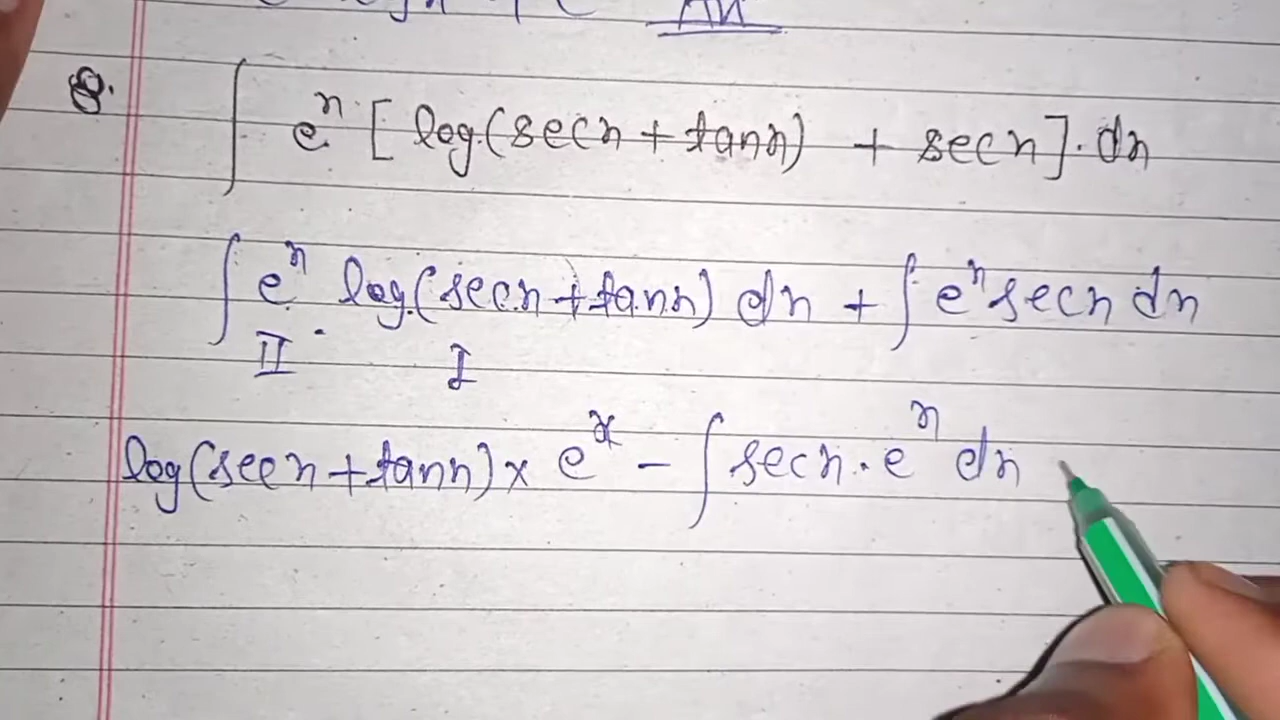 Q. ∫ eˣ [ log(secx + tanx) + secx ] · dx
∫ eˣ log(secx + tanx) dx + ∫ eˣ secx dx
II I
log(secx + tanx) × eˣ - ∫ secx · eˣ dx